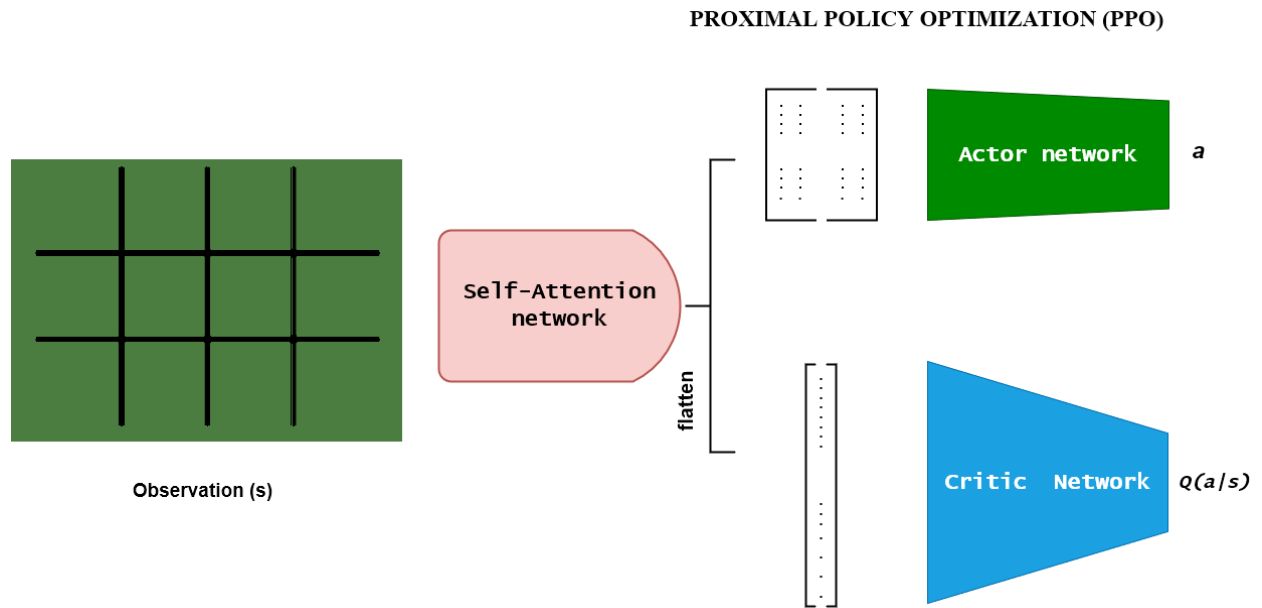 PROXIMAL POLICY OPTIMIZATION (PPO)
Actor network
a
Self-Attention
network
flatten
Critic Network
Q(a|s)
Observation (s)